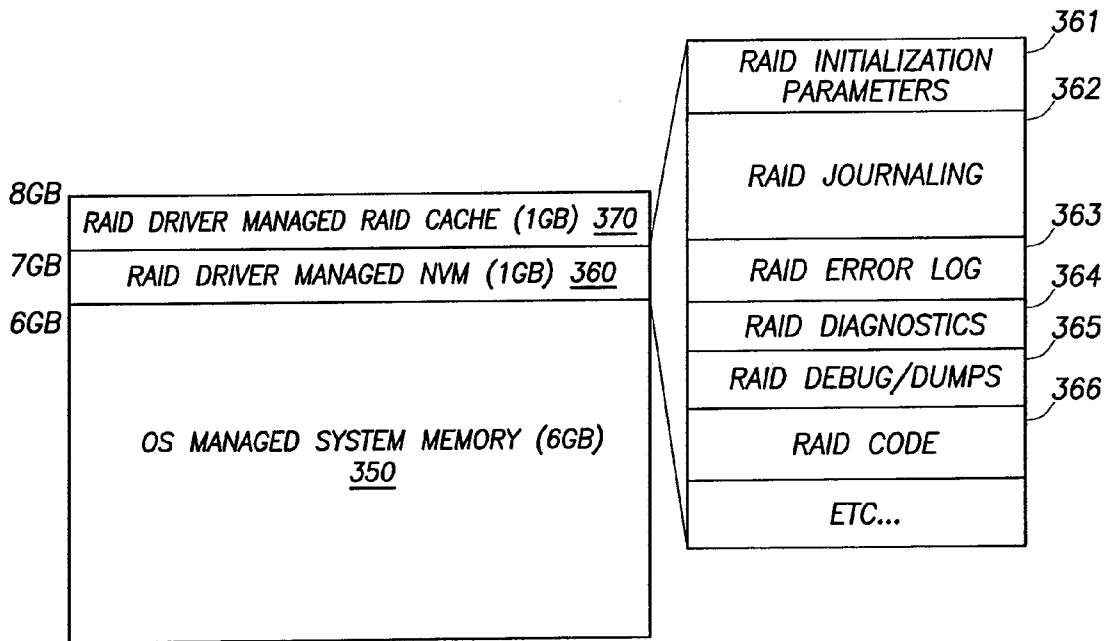 8GB
RAID DRIVER MANAGED RAID CACHE (1GB) 370
7GB
RAID DRIVER MANAGED NVM (1GB) 360
6GB
OS MANAGED SYSTEM MEMORY (6GB)
350
361
RAID INITIALIZATION
PARAMETERS
362
RAID JOURNALING
363
RAID ERROR LOG
364
RAID DIAGNOSTICS
365
RAID DEBUG/DUMPS
366
RAID CODE
ETC...